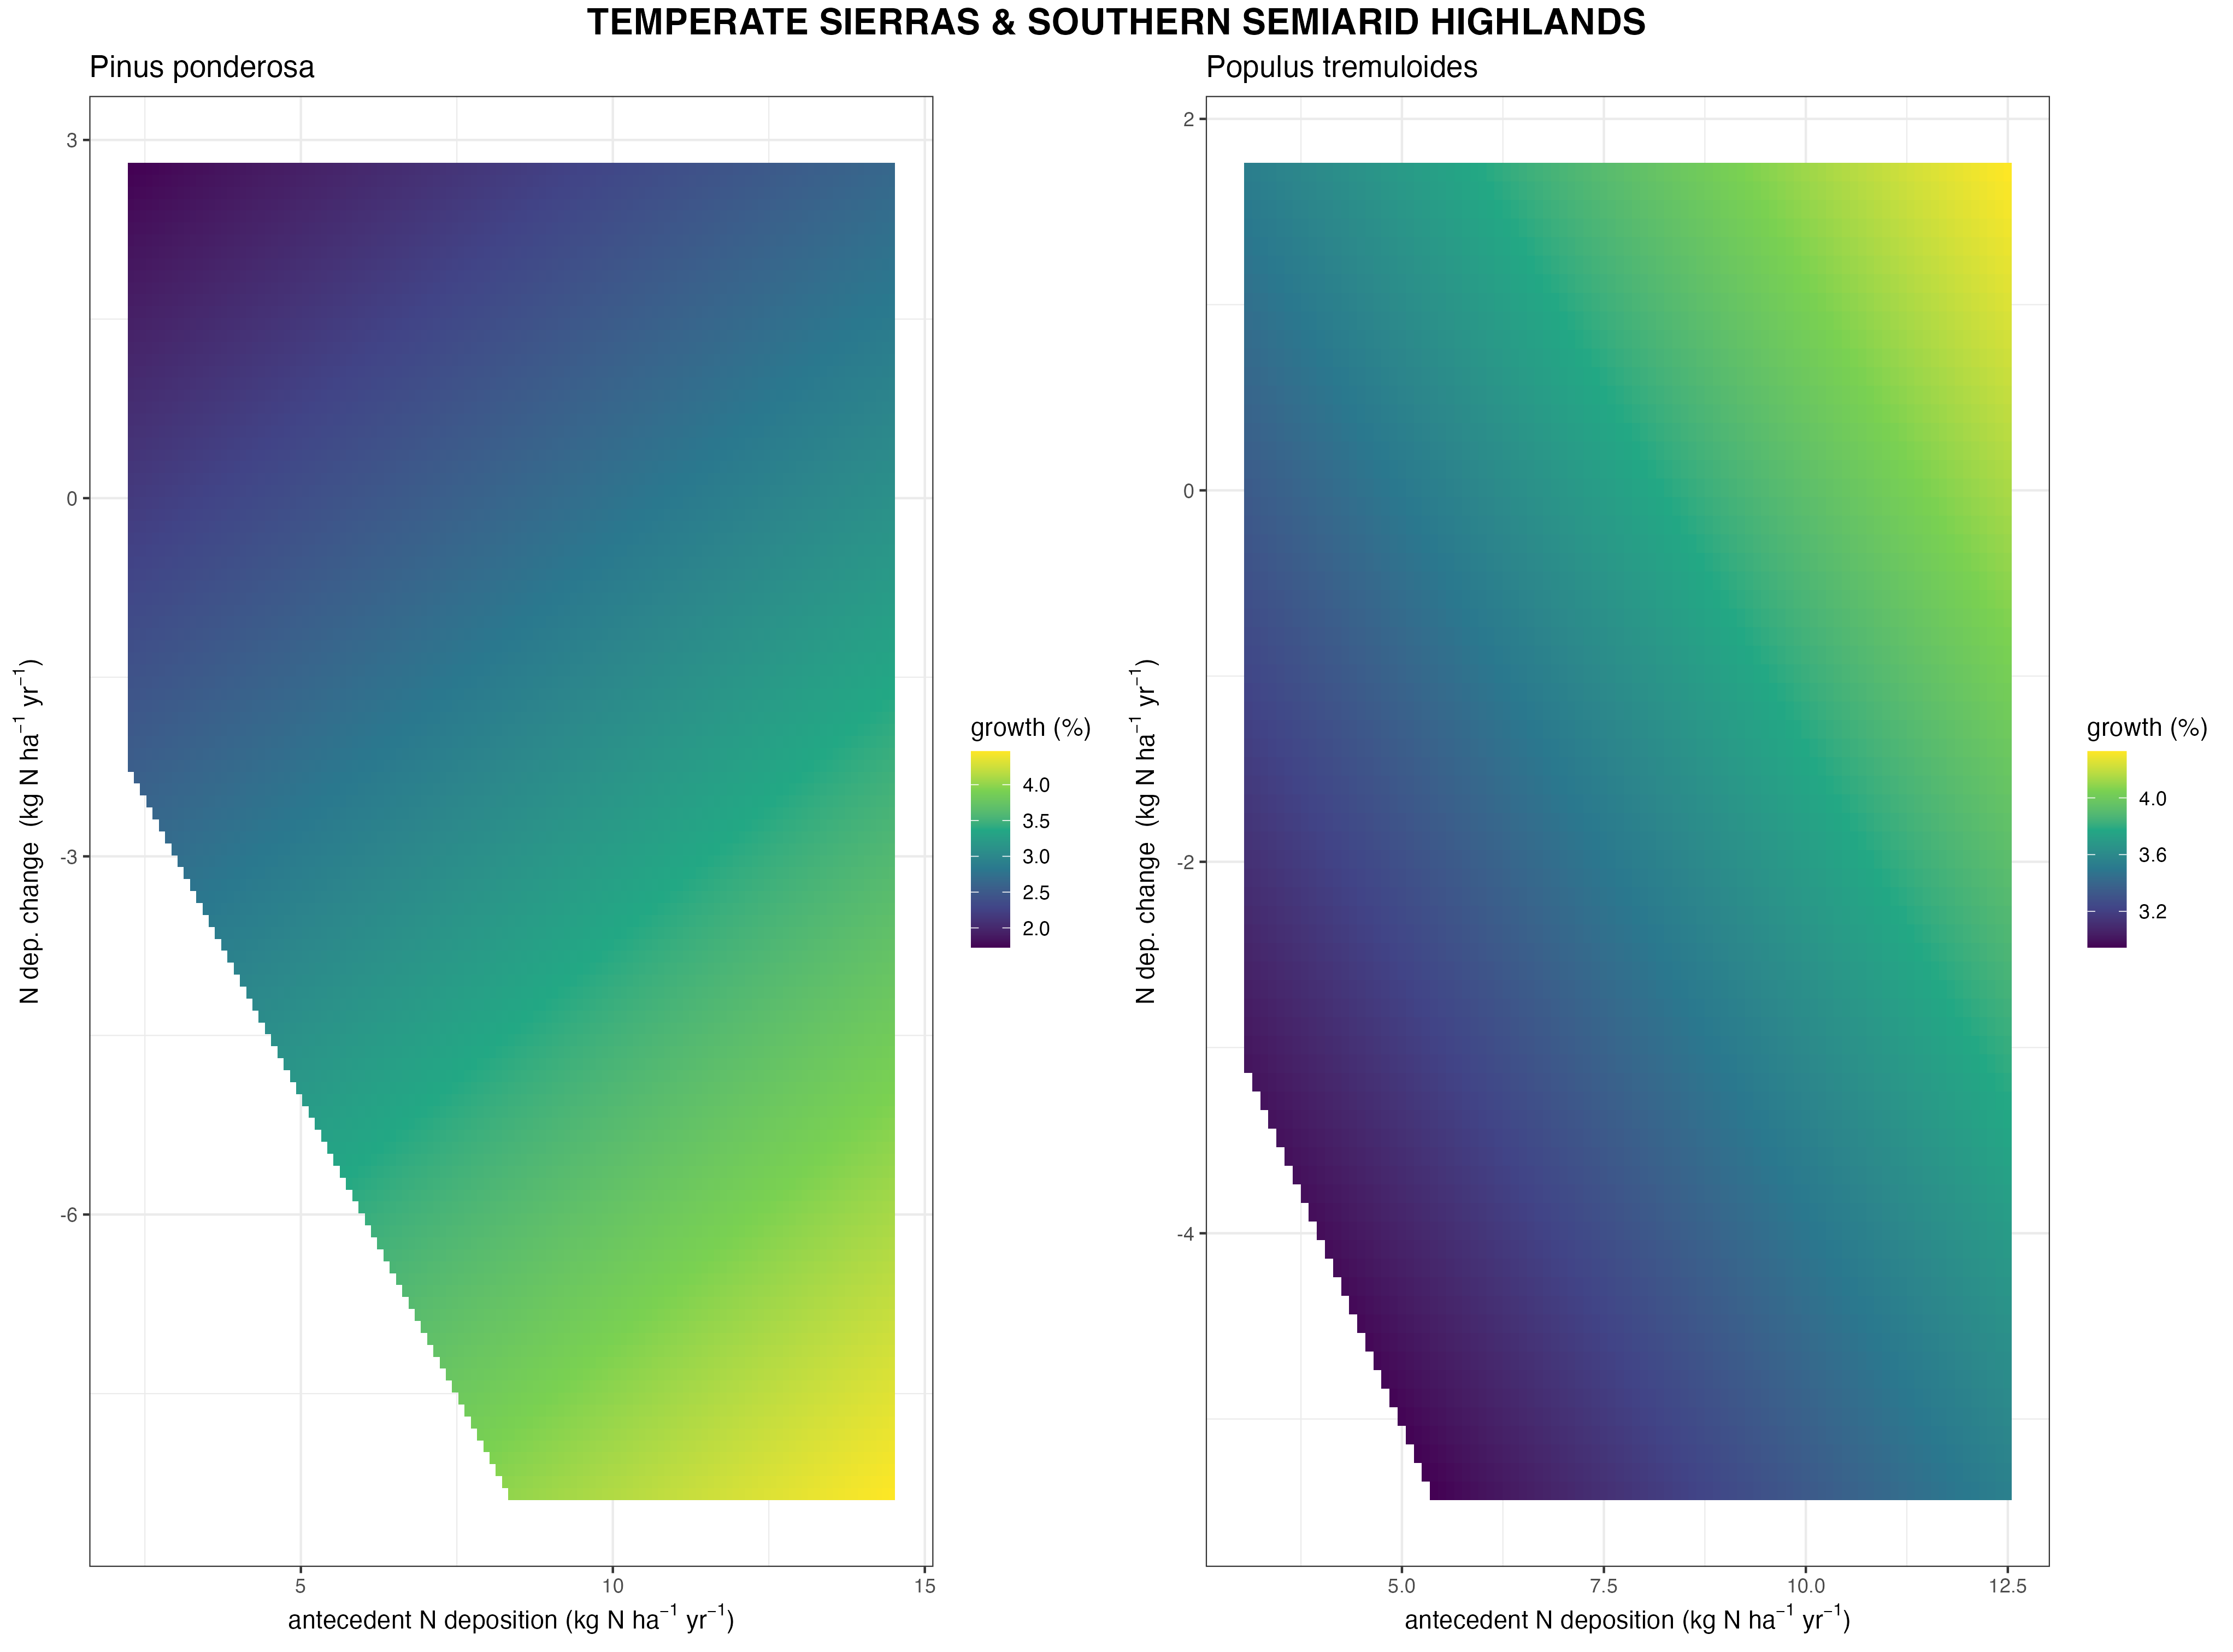 TEMPERATE SIERRAS & SOUTHERN SEMIARID HIGHLANDS
Pinus ponderosa
3
0
-3
-6
N dep. change (kg N ha⁻¹ yr⁻¹)
5
10
15
antecedent N deposition (kg N ha⁻¹ yr⁻¹)
growth (%)
4.0
3.5
3.0
2.5
2.0
Populus tremuloides
2
0
-2
-4
N dep. change (kg N ha⁻¹ yr⁻¹)
5.0
7.5
10.0
12.5
antecedent N deposition (kg N ha⁻¹ yr⁻¹)
growth (%)
4.0
3.6
3.2